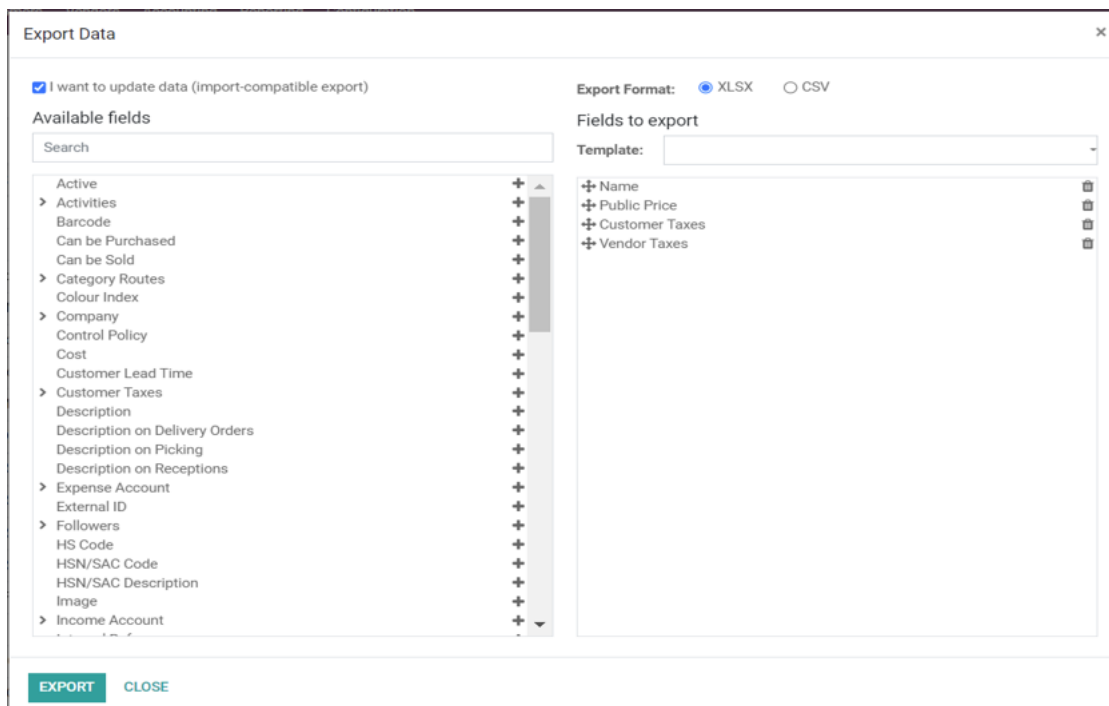 Export Data
×
I want to update data (import-compatible export)
Export Format: XLSX CSV
Available fields
Fields to export
Search
Template:
Active
Activities
Barcode
Can be Purchased
Can be Sold
Category Routes
Colour Index
Company
Control Policy
Cost
Customer Lead Time
Customer Taxes
Description
Description on Delivery Orders
Description on Picking
Description on Receptions
Expense Account
External ID
Followers
HS Code
HSN/SAC Code
HSN/SAC Description
Image
Income Account
Name
Public Price
Customer Taxes
Vendor Taxes
EXPORT CLOSE